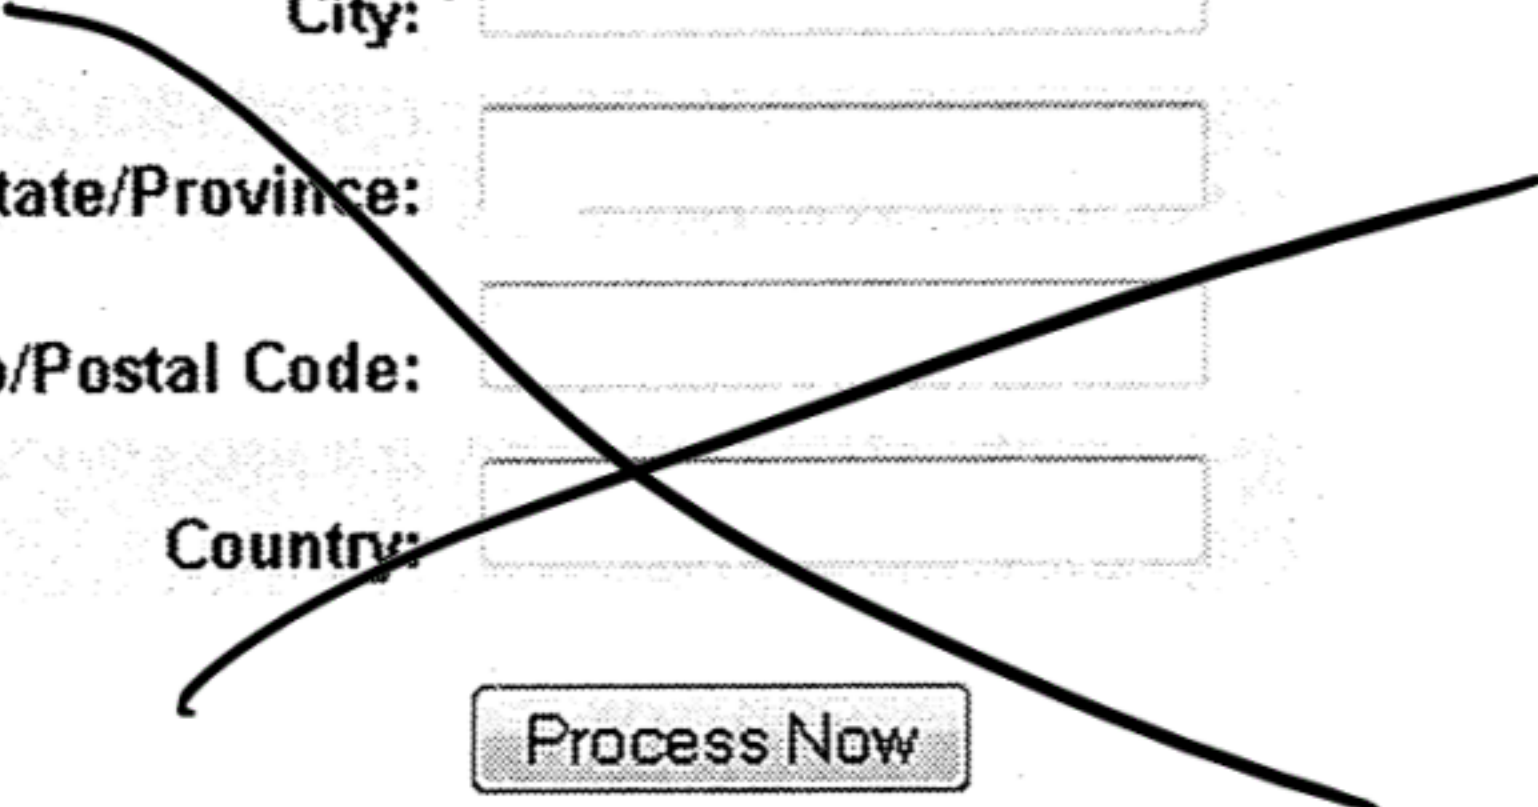 City:
tate/Province:
/Postal Code:
Country:
Process Now